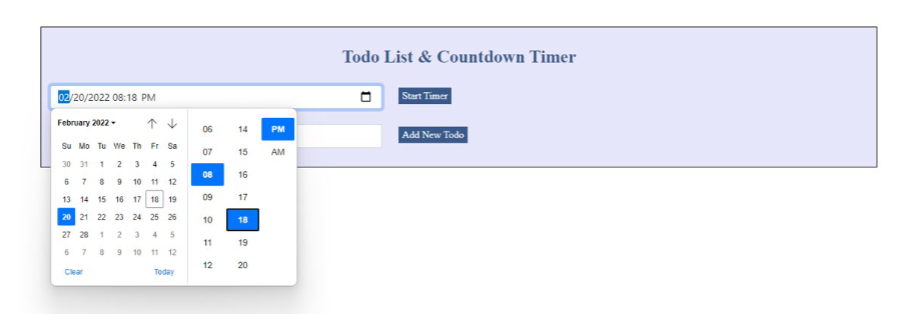 Todo List & Countdown Timer
02/20/2022 08:18 PM
Start Timer
Add New Todo
February 2022
Su Mo Tu We Th Fr Sa
30 31 1 2 3 4 5
6 7 8 9 10 11 12
13 14 15 16 17 18 19
20 21 22 23 24 25 26
27 28 1 2 3 4 5
6 7 8 9 10 11 12
Clear Today
06 14 PM
07 15 AM
08 16
09 17
10 18
11 19
12 20